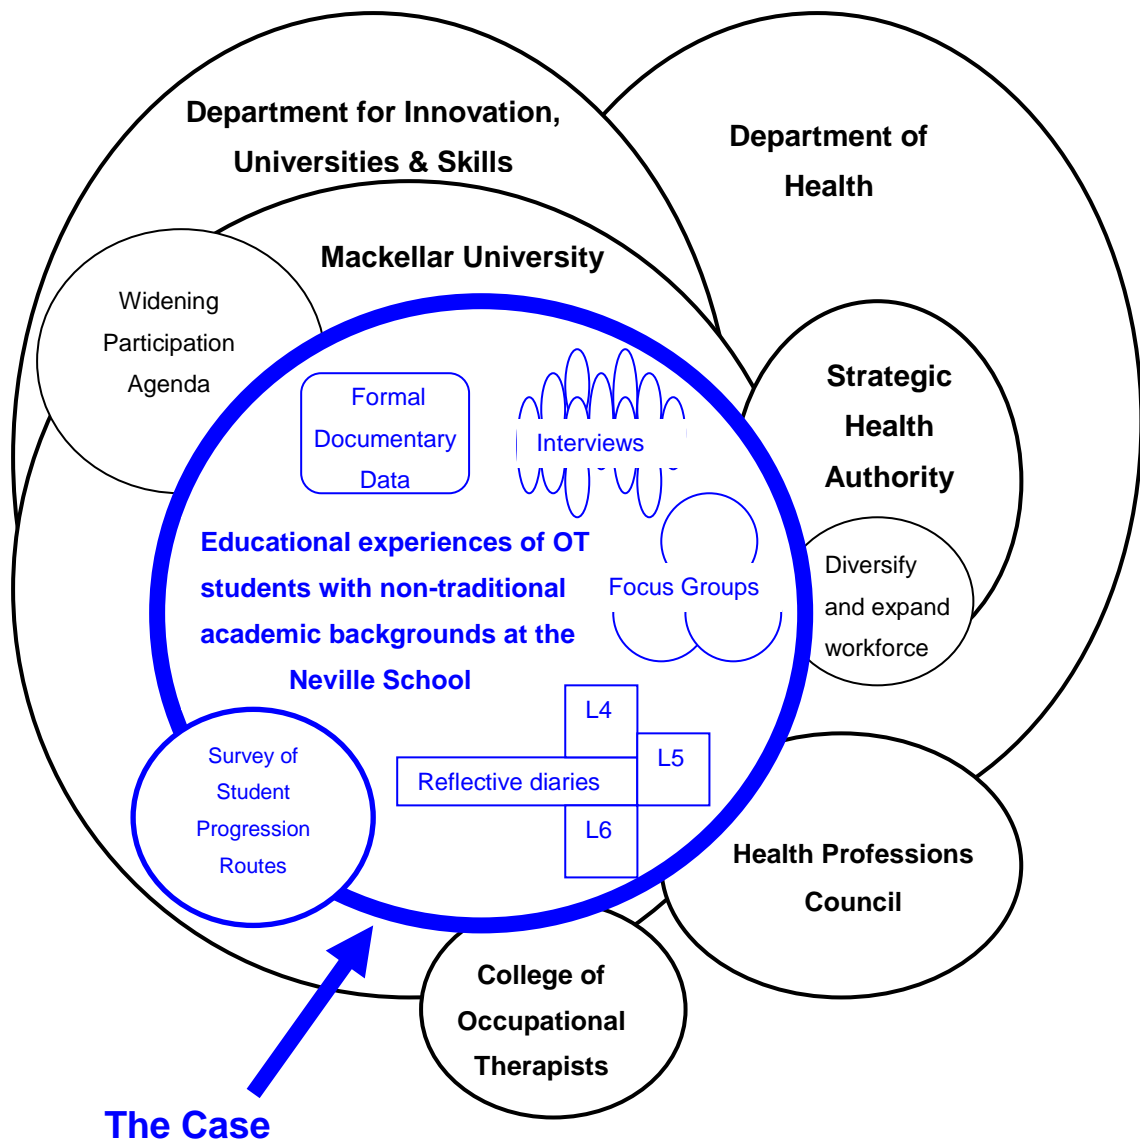 Department for Innovation,
Universities & Skills
Department of
Health
Mackellar University
Widening
Participation
Agenda
Formal
Documentary
Data
Interviews
Strategic
Health
Authority
Educational experiences of OT
students with non-traditional
academic backgrounds at the
Neville School
Focus Groups
Diversify
and expand
workforce
L4
L5
Reflective diaries
L6
Survey of
Student
Progression
Routes
Health Professions
Council
College of
Occupational
Therapists
The Case